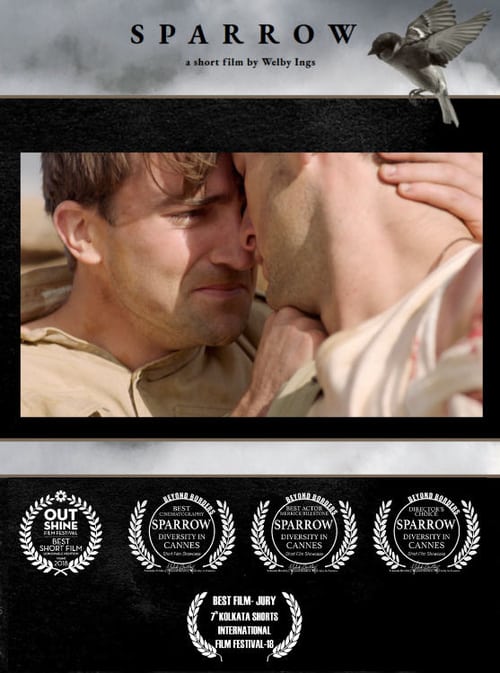 SPARROW
a short film by Welby Ings
OUT
SHINE
FILM FESTIVAL
BEST
SHORT FILM
2018
BEYOND BORDERS
BEST
CINEMATOGRAPHY
SPARROW
DIVERSITY IN
CANNES
Short Film Showcase
BEYOND BORDERS
BEST ACTOR
SPARROW
DIVERSITY IN
CANNES
Short Film Showcase
BEYOND BORDERS
DIRECTOR'S
CHOICE
SPARROW
DIVERSITY IN
CANNES
Short Film Showcase
BEST FILM- JURY
7th KOLKATA SHORTS
INTERNATIONAL
FILM FESTIVAL-18